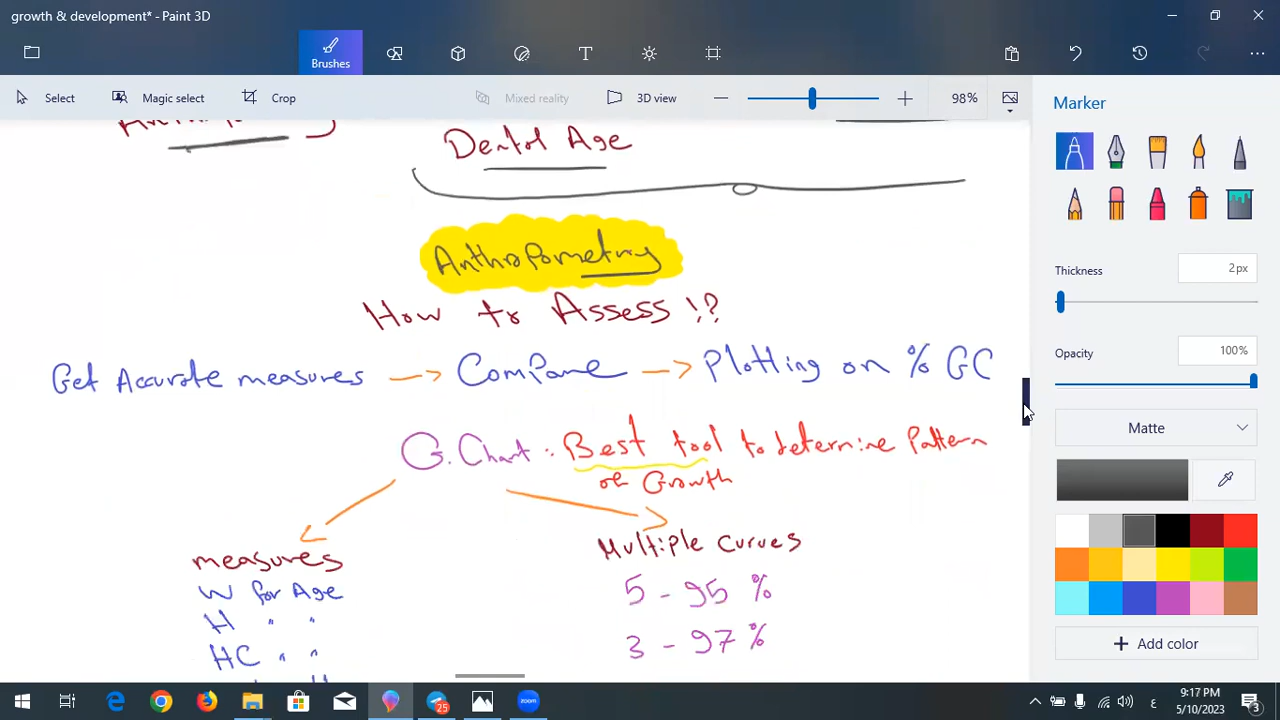 growth & development* - Paint 3D
Brushes
Select
Magic select
Crop
Mixed reality
3D view
98%
Marker
Dental Age
Anthropometry
How to Assess !?
Get Accurate measures → Compare → Plotting on % GC
G. Chart : Best tool to determine Pattern
of Growth
measures
W for Age
H " "
HC " "
Multiple curves
5 - 95 %
3 - 97 %
Thickness
2px
Opacity
100%
Matte
Add color
25
zoom
ع
9:17 PM
5/10/2023
3